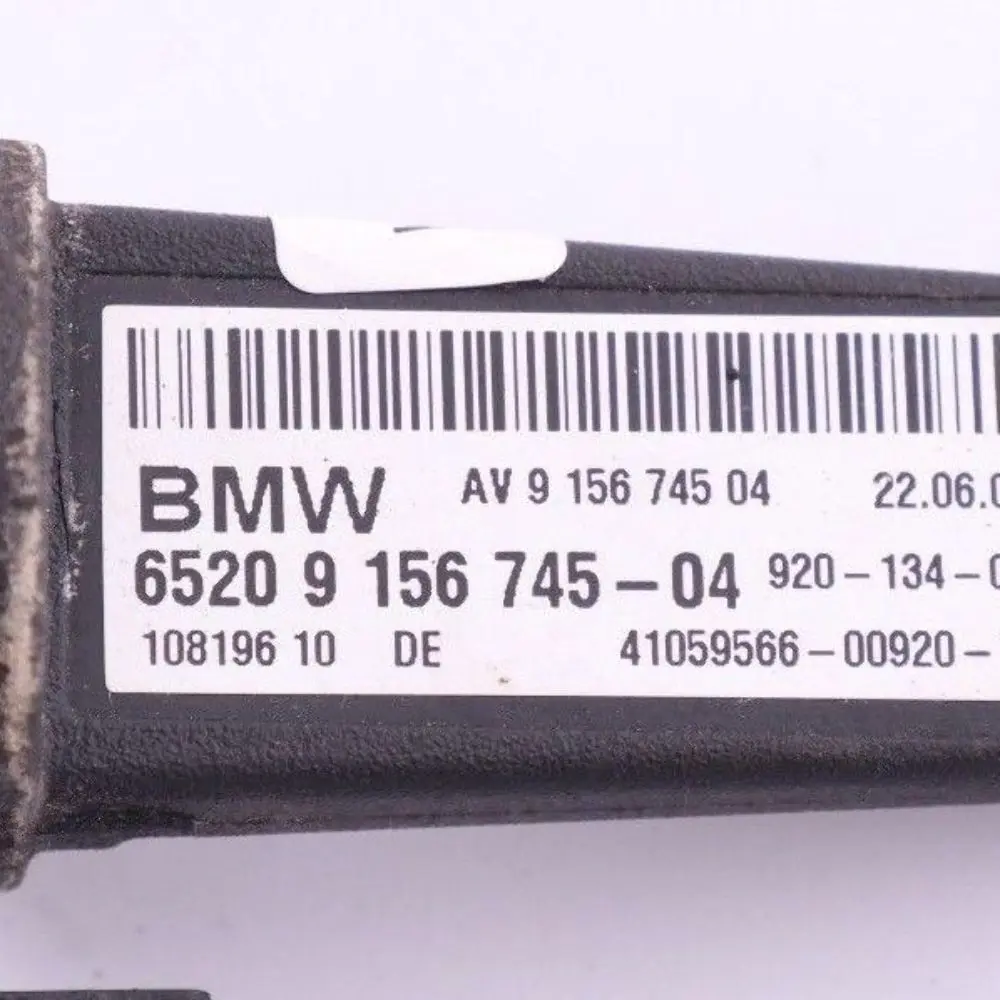 BMW AV 9 156 745 04 22.06.0
6520 9 156 745-04 920-134-0
108196 10 DE 41059566-00920-